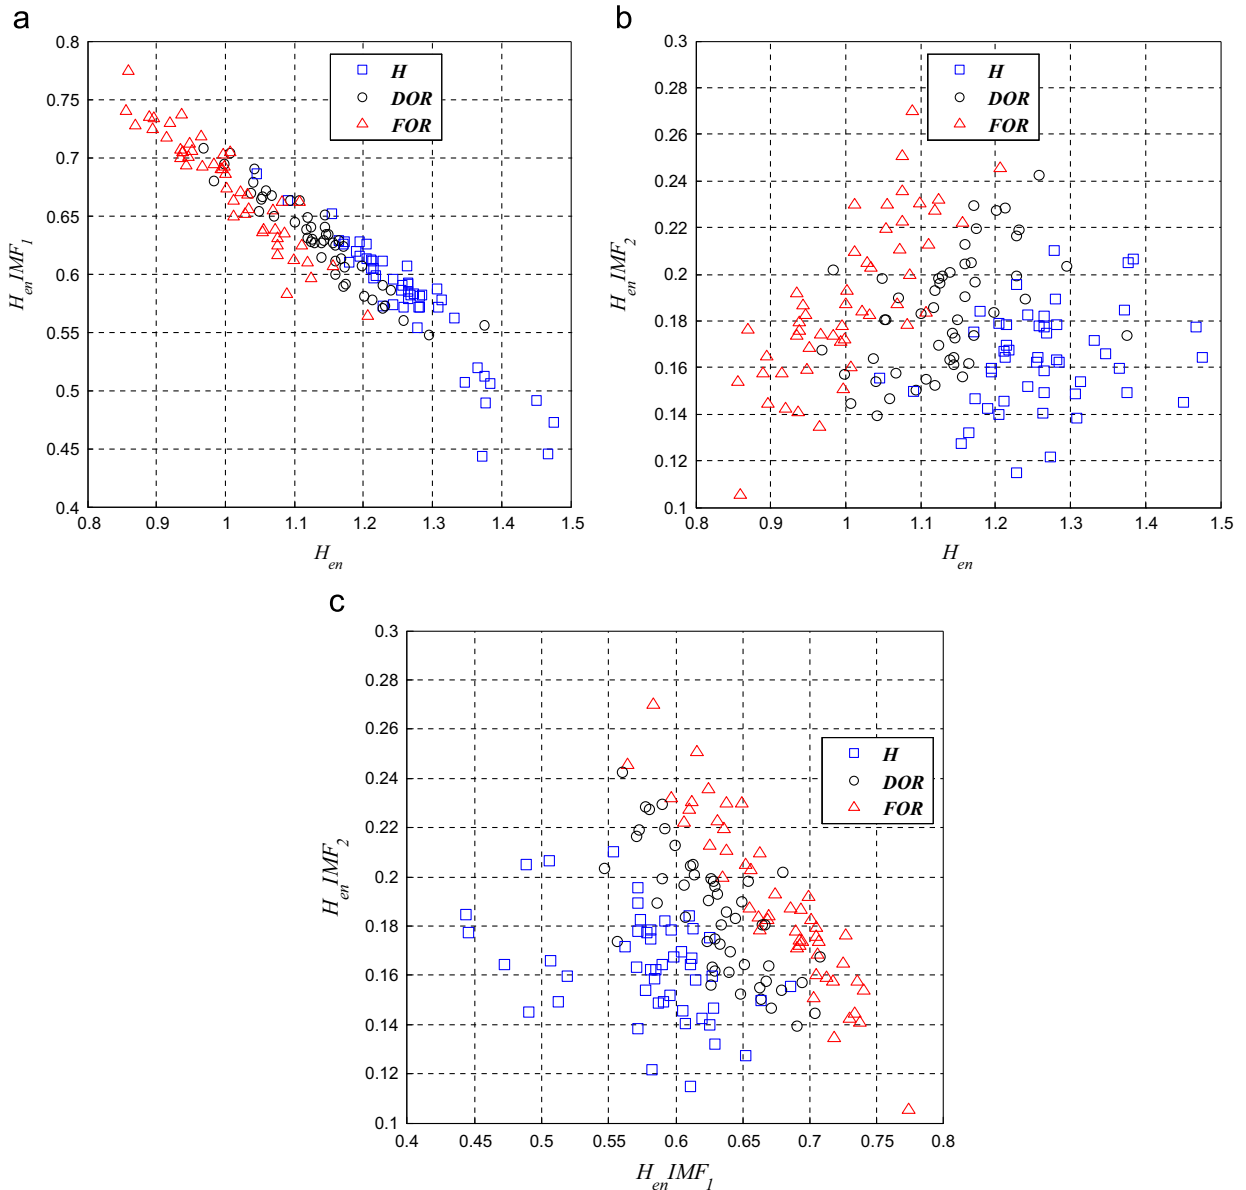 a
0.8
0.75
0.7
0.65
0.6
0.55
0.5
0.45
0.4
H_en IMF_1
H
DOR
FOR
0.8 0.9 1 1.1 1.2 1.3 1.4 1.5
H_en
b
0.3
0.28
0.26
0.24
0.22
0.2
0.18
0.16
0.14
0.12
0.1
H_en IMF_2
H
DOR
FOR
0.8 0.9 1 1.1 1.2 1.3 1.4 1.5
H_en
c
0.3
0.28
0.26
0.24
0.22
0.2
0.18
0.16
0.14
0.12
0.1
H_en IMF_2
H
DOR
FOR
0.4 0.45 0.5 0.55 0.6 0.65 0.7 0.75 0.8
H_en IMF_1